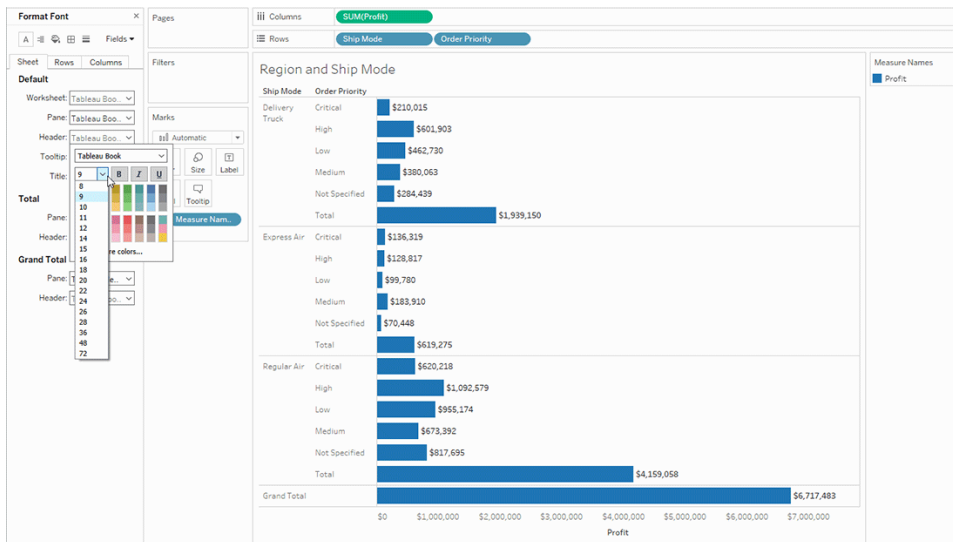 Format Font
Fields
Sheet Rows Columns
Default
Worksheet: Tableau Boo..
Pane: Tableau Boo..
Header: Tableau Boo..
Tooltip:
Title:
Total
Pane:
Header:
Grand Total
Pane:
Header:
Tableau Book
9 B I U
8
9
10
11
12
14
15
16
18
20
22
24
26
28
36
48
72
re colors...
Pages
Filters
Marks
Automatic
Size Label
Tooltip
Measure Nam..
Columns SUM(Profit)
Rows Ship Mode Order Priority
Region and Ship Mode
Ship Mode Order Priority
Delivery Truck
Critical $210,015
High $601,903
Low $462,730
Medium $380,063
Not Specified $284,439
Total $1,939,150
Express Air Critical $136,319
High $128,817
Low $99,780
Medium $183,910
Not Specified $70,448
Total $619,275
Regular Air Critical $620,218
High $1,092,579
Low $955,174
Medium $673,392
Not Specified $817,695
Total $4,159,058
Grand Total $6,717,483
$0 $1,000,000 $2,000,000 $3,000,000 $4,000,000 $5,000,000 $6,000,000 $7,000,000
Profit
Measure Names
Profit